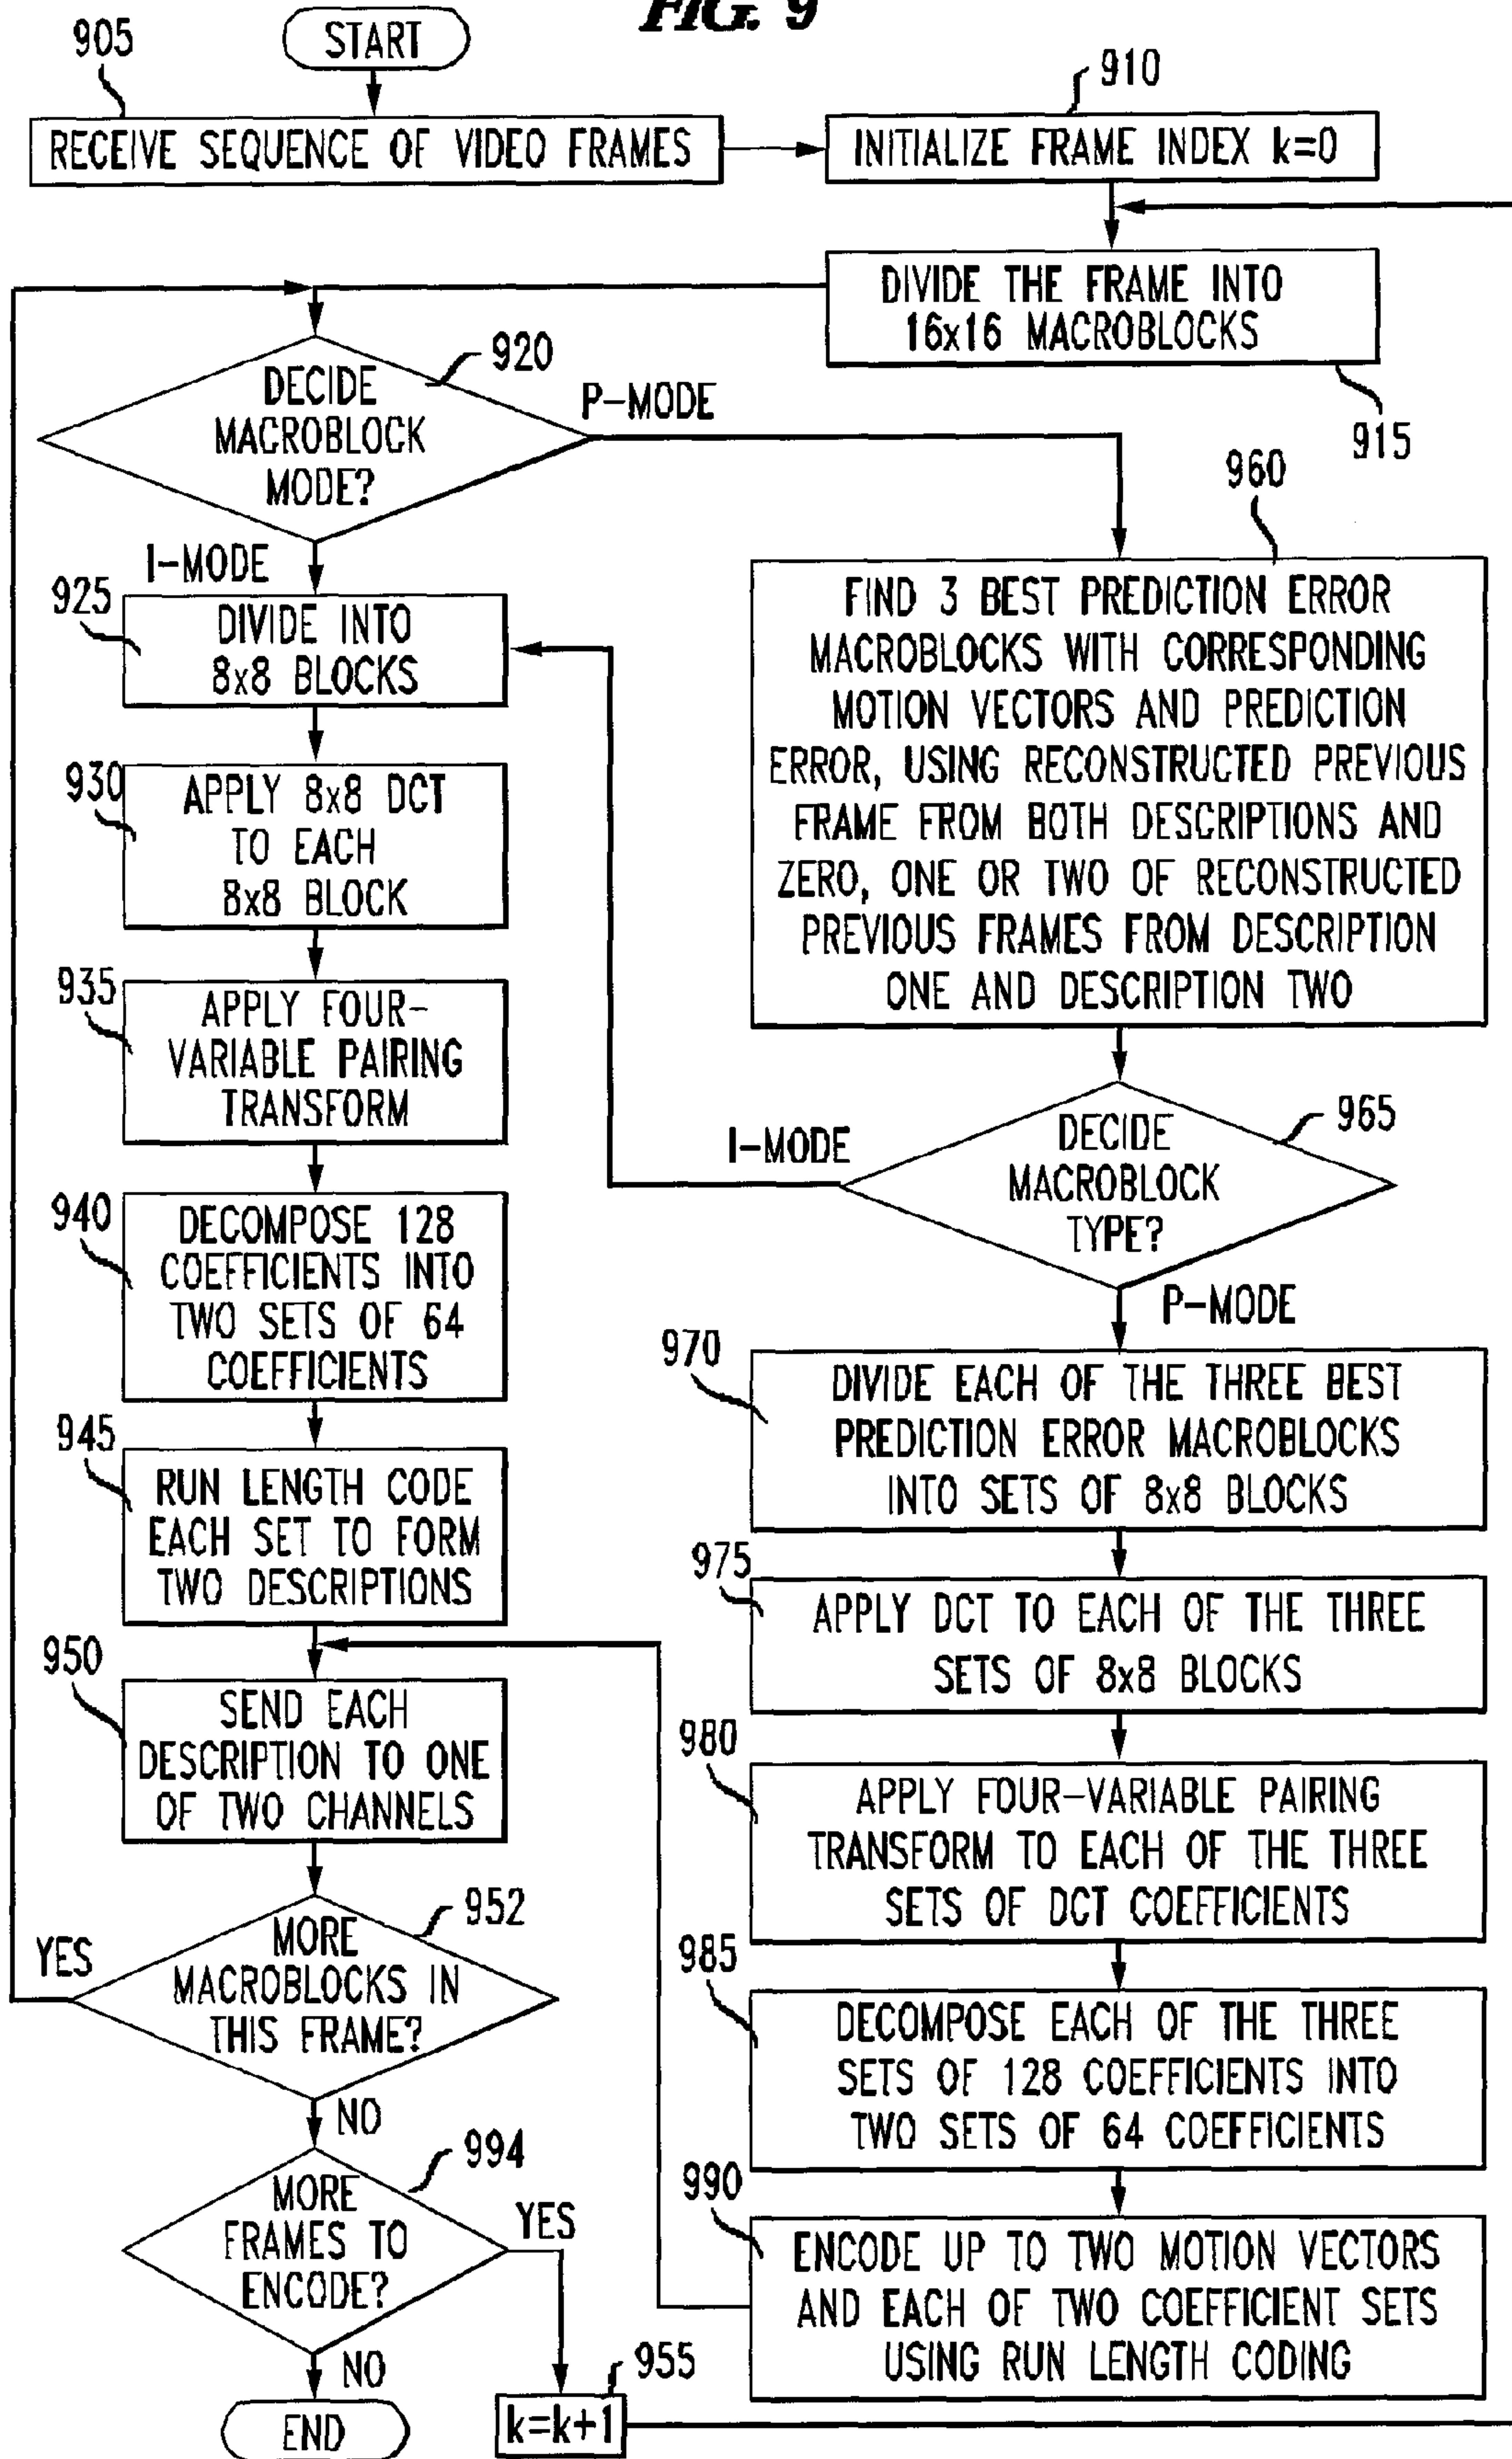 FIG. 9
905
START
910
RECEIVE SEQUENCE OF VIDEO FRAMES
INITIALIZE FRAME INDEX k=0
DIVIDE THE FRAME INTO
16x16 MACROBLOCKS
915
920
DECIDE
MACROBLOCK
MODE?
P-MODE
I-MODE
960
FIND 3 BEST PREDICTION ERROR
MACROBLOCKS WITH CORRESPONDING
MOTION VECTORS AND PREDICTION
ERROR, USING RECONSTRUCTED PREVIOUS
FRAME FROM BOTH DESCRIPTIONS AND
ZERO, ONE OR TWO OF RECONSTRUCTED
PREVIOUS FRAMES FROM DESCRIPTION
ONE AND DESCRIPTION TWO
925
DIVIDE INTO
8x8 BLOCKS
930
APPLY 8x8 DCT
TO EACH
8x8 BLOCK
935
APPLY FOUR-
VARIABLE PAIRING
TRANSFORM
940
DECOMPOSE 128
COEFFICIENTS INTO
TWO SETS OF 64
COEFFICIENTS
945
RUN LENGTH CODE
EACH SET TO FORM
TWO DESCRIPTIONS
950
SEND EACH
DESCRIPTION TO ONE
OF TWO CHANNELS
952
MORE
MACROBLOCKS IN
THIS FRAME?
YES
NO
994
MORE
FRAMES TO
ENCODE?
YES
NO
END
955
k=k+1
965
DECIDE
MACROBLOCK
TYPE?
I-MODE
P-MODE
970
DIVIDE EACH OF THE THREE BEST
PREDICTION ERROR MACROBLOCKS
INTO SETS OF 8x8 BLOCKS
975
APPLY DCT TO EACH OF THE THREE
SETS OF 8x8 BLOCKS
980
APPLY FOUR-VARIABLE PAIRING
TRANSFORM TO EACH OF THE THREE
SETS OF DCT COEFFICIENTS
985
DECOMPOSE EACH OF THE THREE
SETS OF 128 COEFFICIENTS INTO
TWO SETS OF 64 COEFFICIENTS
990
ENCODE UP TO TWO MOTION VECTORS
AND EACH OF TWO COEFFICIENT SETS
USING RUN LENGTH CODING